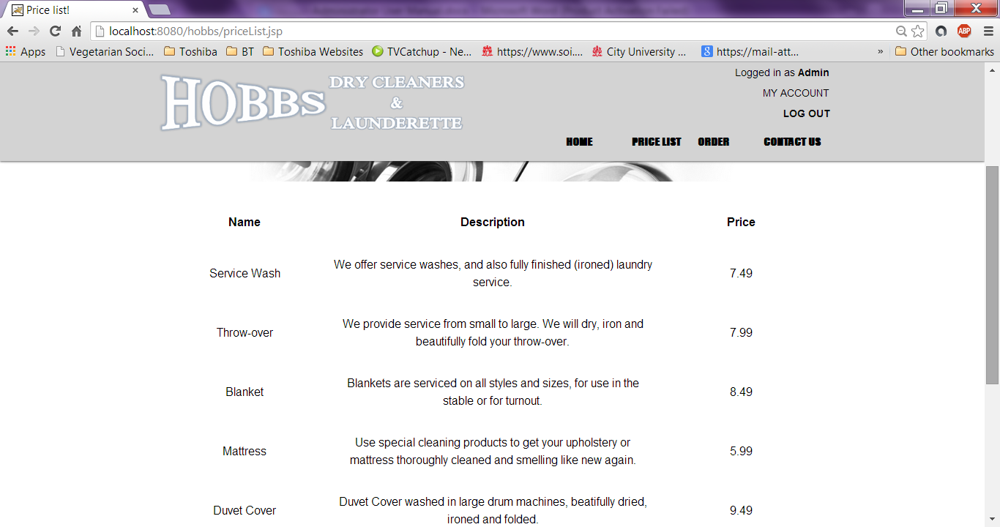 Price list!
localhost:8080/hobbs/priceList.jsp
ABP
Apps Vegetarian Soci... Toshiba BT Toshiba Websites TVCatchup - Ne... https://www.soi.... City University ... 8 https://mail-att... » Other bookmarks
HOBBS
DRY CLEANERS
&
LAUNDERETTE
Logged in as Admin
MY ACCOUNT
LOG OUT
HOME PRICE LIST ORDER CONTACT US
Name Description Price
Service Wash
We offer service washes, and also fully finished (ironed) laundry
service.
7.49
Throw-over
We provide service from small to large. We will dry, iron and
beautifully fold your throw-over.
7.99
Blanket
Blankets are serviced on all styles and sizes, for use in the
stable or for turnout.
8.49
Mattress
Use special cleaning products to get your upholstery or
mattress thoroughly cleaned and smelling like new again.
5.99
Duvet Cover
Duvet Cover washed in large drum machines, beatifully dried,
ironed and folded.
9.49